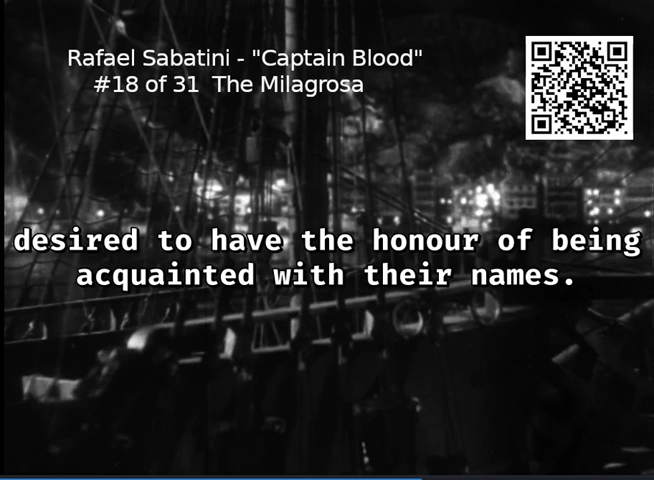 Rafael Sabatini - "Captain Blood"
#18 of 31  The Milagrosa
desired to have the honour of being
acquainted with their names.